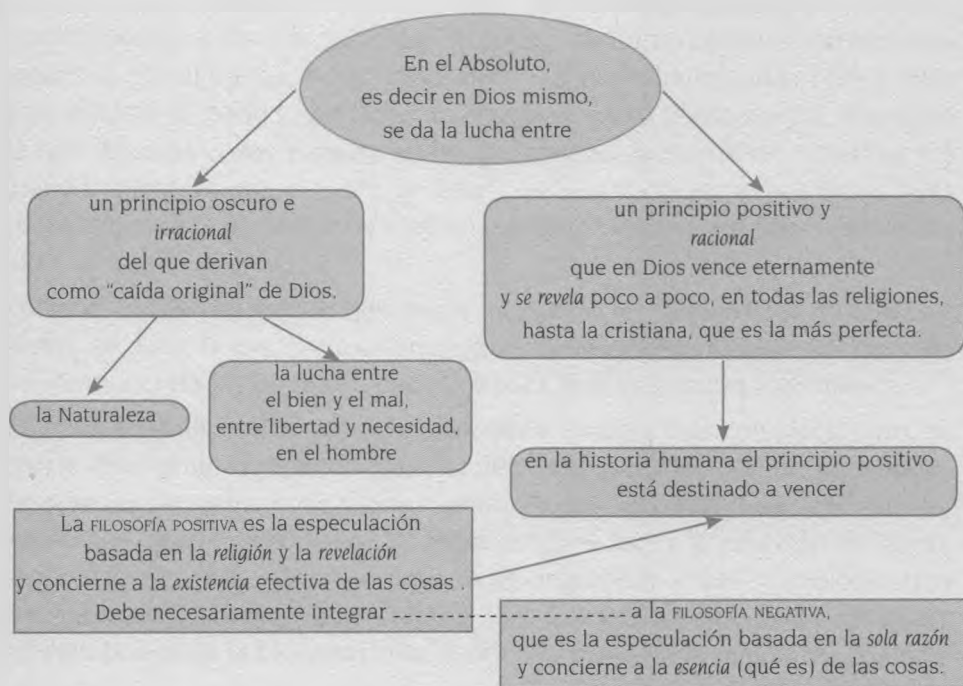 En el Absoluto,
es decir en Dios mismo,
se da la lucha entre
un principio oscuro e
irracional
del que derivan
como "caída original" de Dios.
un principio positivo y
racional
que en Dios vence eternamente
y se revela poco a poco, en todas las religiones,
hasta la cristiana, que es la más perfecta.
la Naturaleza
la lucha entre
el bien y el mal,
entre libertad y necesidad,
en el hombre
en la historia humana el principio positivo
está destinado a vencer
La FILOSOFÍA POSITIVA es la especulación
basada en la religión y la revelación
y concierne a la existencia efectiva de las cosas .
Debe necesariamente integrar
a la FILOSOFÍA NEGATIVA,
que es la especulación basada en la sola razón
y concierne a la esencia (qué es) de las cosas.